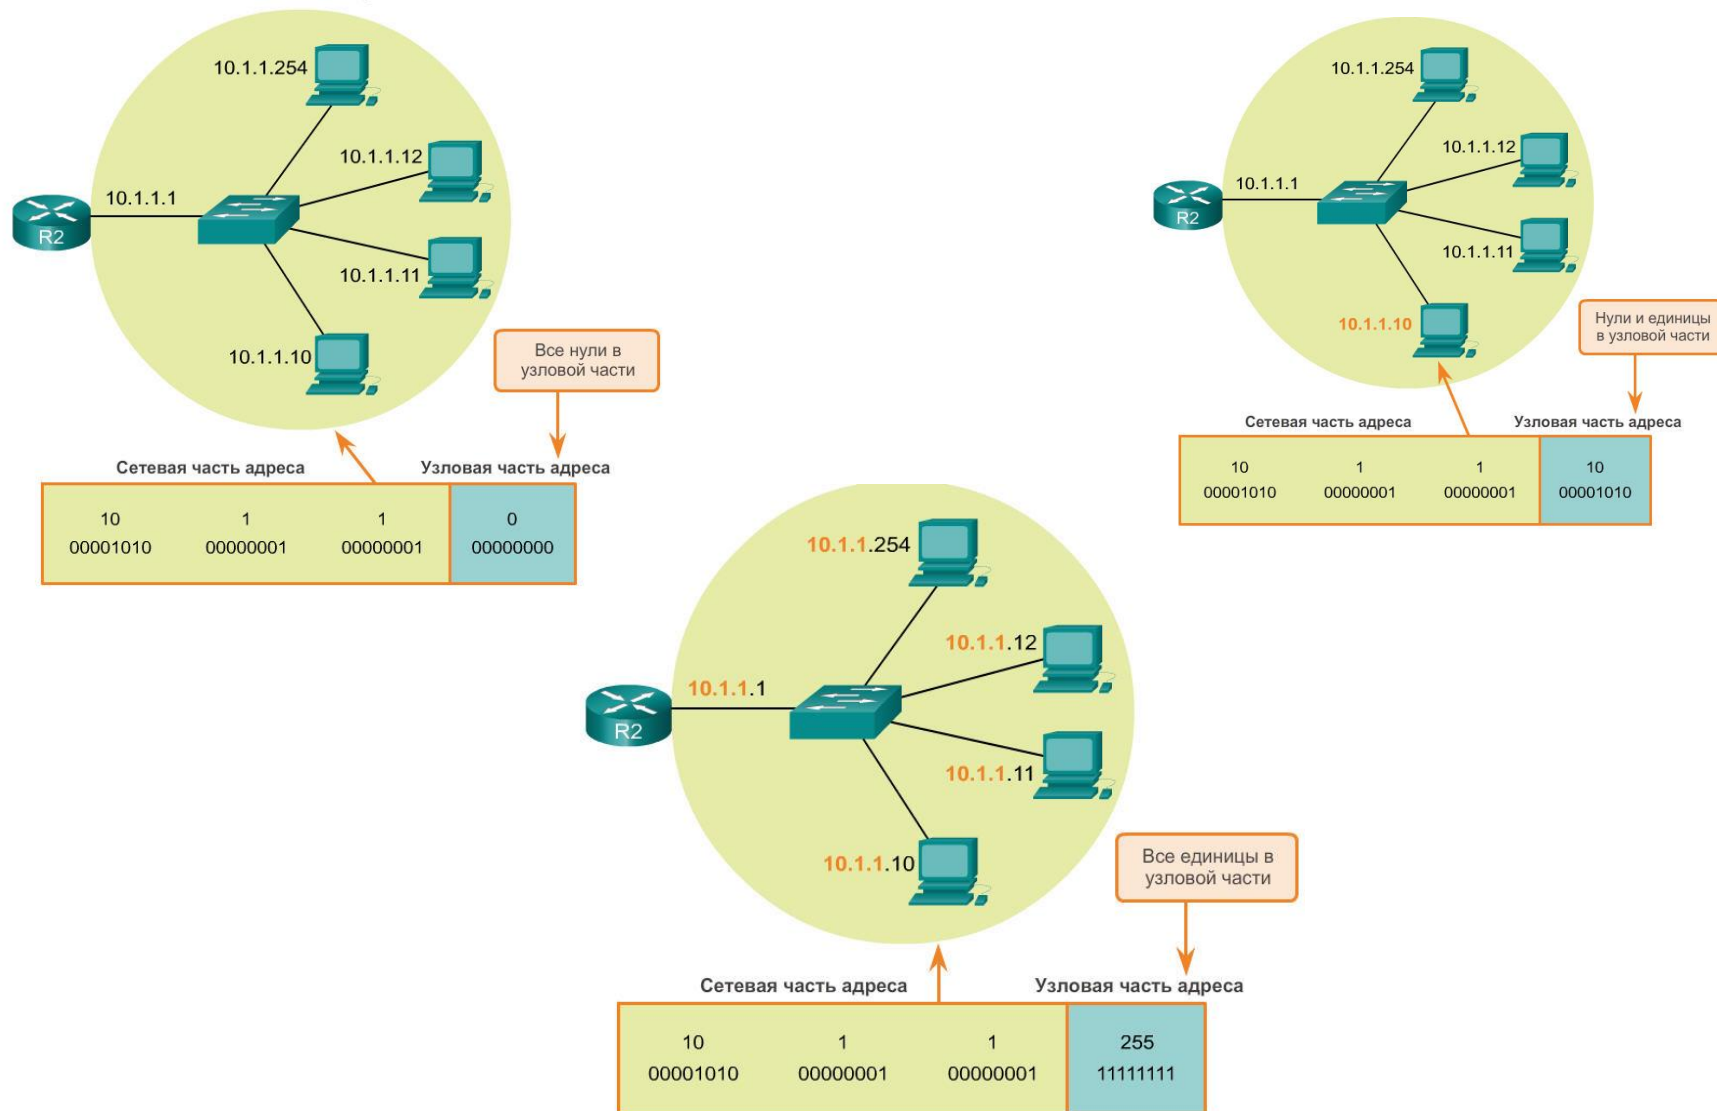 10.1.1.254
10.1.1.12
10.1.1.1
R2
10.1.1.11
10.1.1.10
Все нули в
узловой части
Сетевая часть адреса Узловая часть адреса
10 1 1 0
00001010 00000001 00000001 00000000
10.1.1.254
10.1.1.12
10.1.1.1
R2
10.1.1.11
10.1.1.10
Нули и единицы
в узловой части
Сетевая часть адреса Узловая часть адреса
10 1 1 10
00001010 00000001 00000001 00001010
10.1.1.254
10.1.1.12
10.1.1.1
R2
10.1.1.11
10.1.1.10
Все единицы в
узловой части
Сетевая часть адреса Узловая часть адреса
10 1 1 255
00001010 00000001 00000001 11111111